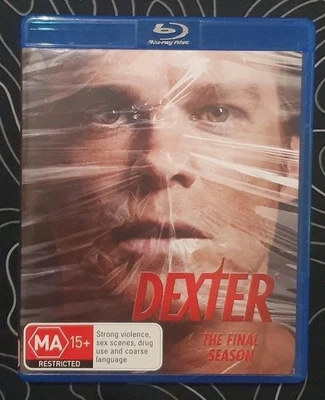 Blu-ray Disc
DEXTER
THE FINAL
SEASON
MA 15+
RESTRICTED
Strong violence,
sex scenes, drug
use and coarse
language